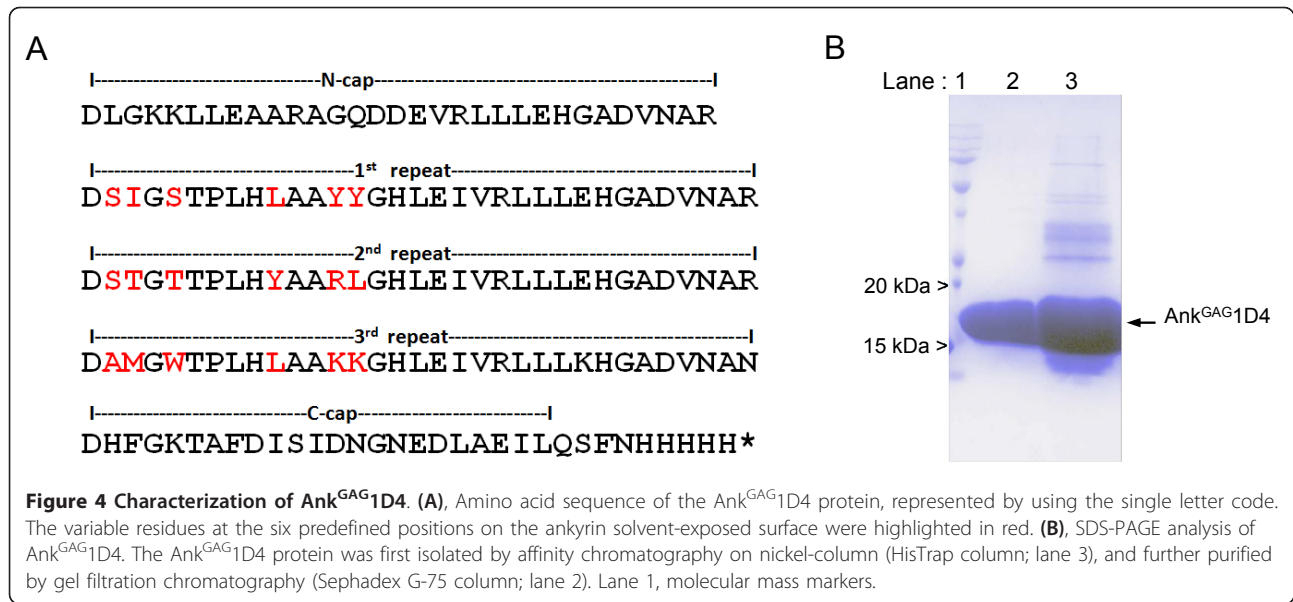 A
I-----------------------------------N-cap----------------------------------------------------I
DLGKKLLEAARAGQDDEVRLLLEHGADVNAR
I----------------------------------------1st repeat----------------------------------------------I
DSIGSTPLHLAAYYGHLEIVRLLLEHGADVNAR
I----------------------------------------2nd repeat----------------------------------------------I
DSTGTTPLHYAARLGHLEIVRLLLEHGADVNAR
I----------------------------------------3rd repeat----------------------------------------------I
DAMGWTPLHLAAKKGHLEIVRLLLKHGADVNAN
I---------------------------------C-cap-----------------------------I
DHFGKTAFDISIDNGNEDLAEILQSFNHHHHHH*
B
Lane : 1 2 3
20 kDa >
15 kDa >
AnkGAG1D4
Figure 4 Characterization of AnkGAG1D4. (A), Amino acid sequence of the AnkGAG1D4 protein, represented by using the single letter code.
The variable residues at the six predefined positions on the ankyrin solvent-exposed surface were highlighted in red. (B), SDS-PAGE analysis of
AnkGAG1D4. The AnkGAG1D4 protein was first isolated by affinity chromatography on nickel-column (HisTrap column; lane 3), and further purified
by gel filtration chromatography (Sephadex G-75 column; lane 2). Lane 1, molecular mass markers.